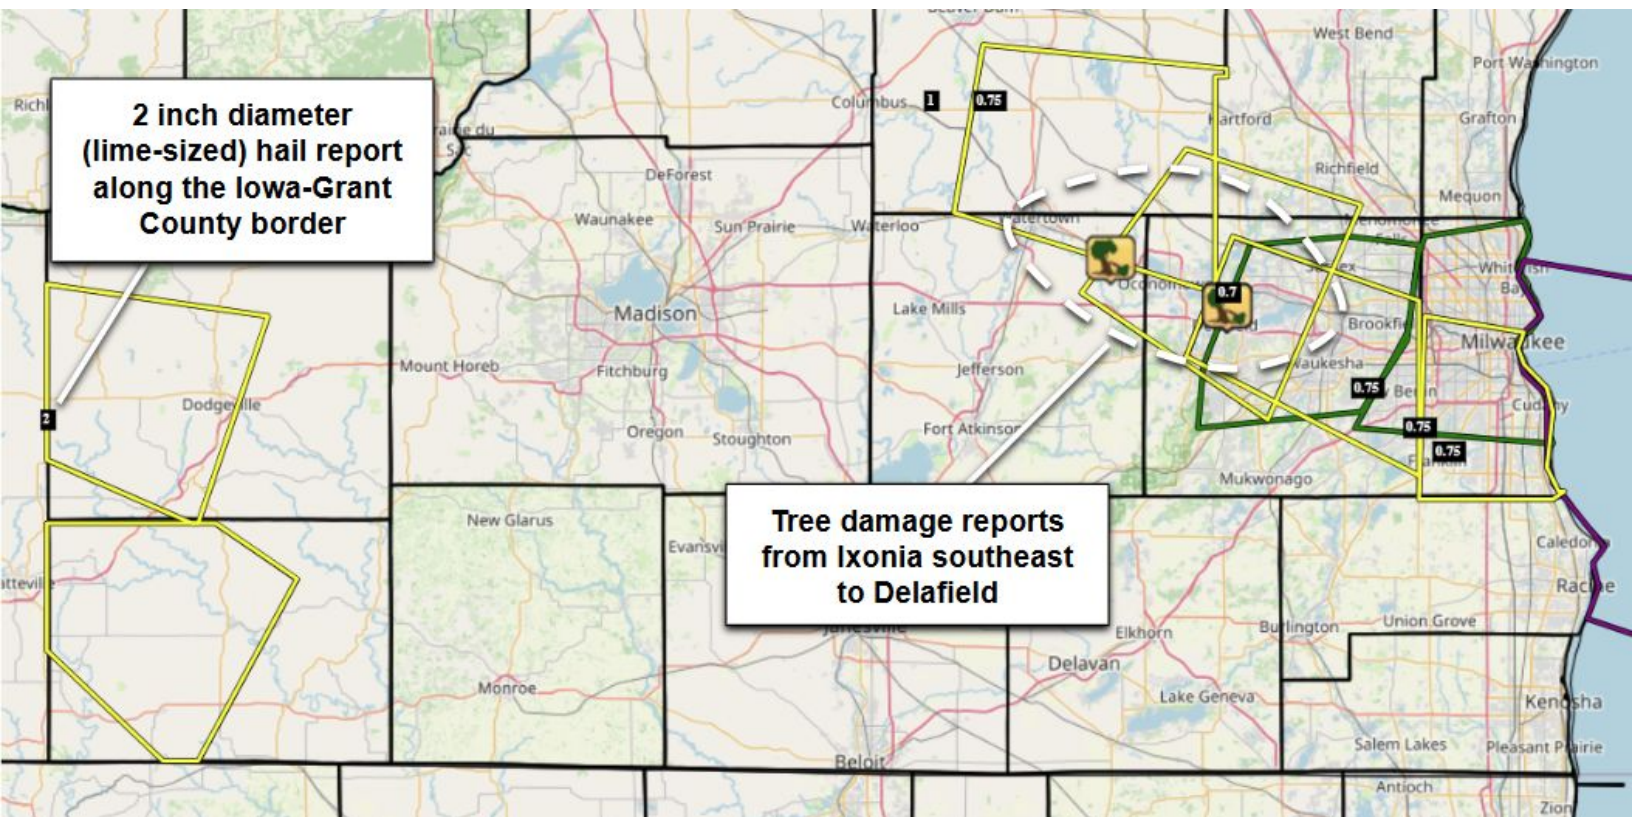 West Bend
Port Washington
Columbus
1
0.75
Hartford
Grafton
2 inch diameter
(lime-sized) hail report
along the Iowa-Grant
County border
DeForest
Richfield
Mequon
Waunakee
Sun Prairie
Waterloo
Watertown
Lake Mills
0.7
Madison
Milwaukee
Mount Horeb
Fitchburg
Jefferson
Waukesha
0.75
Dodgeville
2
Cudahy
Oregon
Stoughton
Fort Atkinson
0.75
0.75
Franklin
Mukwonago
New Glarus
Tree damage reports
from Ixonia southeast
to Delafield
Caledonia
Racine
Elkhorn
Burlington
Union Grove
Delavan
Monroe
Lake Geneva
Kenosha
Salem Lakes
Pleasant Prairie
Beloit
Antioch
Zion